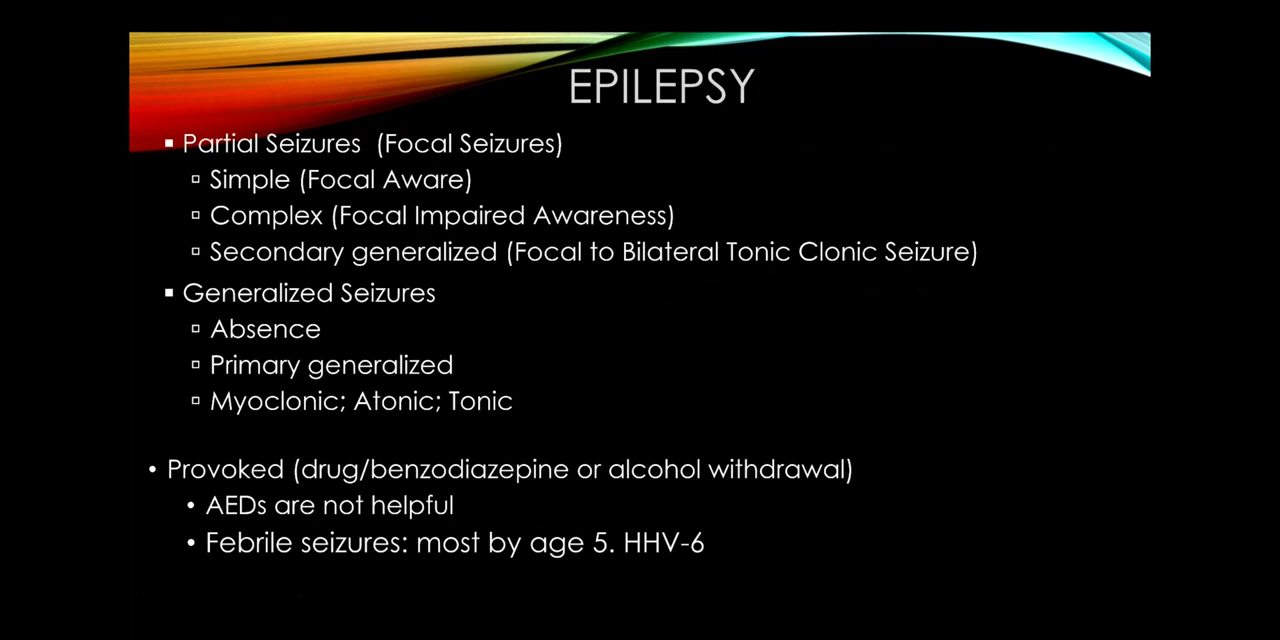 EPILEPSY
▪ Partial Seizures (Focal Seizures)
▫ Simple (Focal Aware)
▫ Complex (Focal Impaired Awareness)
▫ Secondary generalized (Focal to Bilateral Tonic Clonic Seizure)
▪ Generalized Seizures
▫ Absence
▫ Primary generalized
▫ Myoclonic; Atonic; Tonic
• Provoked (drug/benzodiazepine or alcohol withdrawal)
• AEDs are not helpful
• Febrile seizures: most by age 5. HHV-6